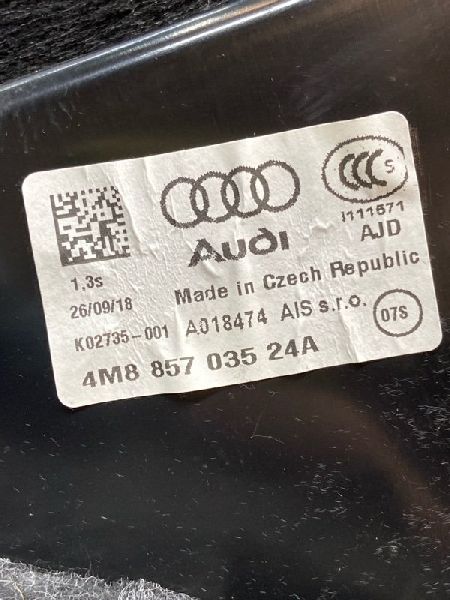 CCC S
I111671
AJD
AUDI
1.3s
26/09/18
Made in Czech Republic
K02735-001
A018474 AIS s.r.o.
07S
4M8 857 035 24A